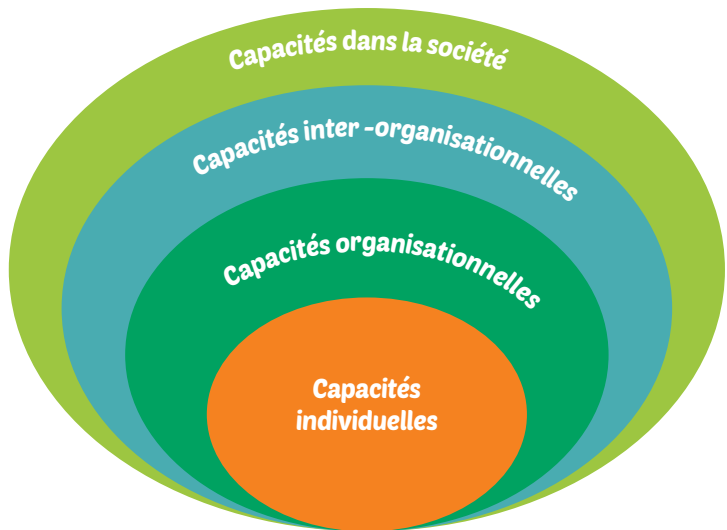 Capacités dans la société
Capacités inter -organisationnelles
Capacités organisationnelles
Capacités
individuelles